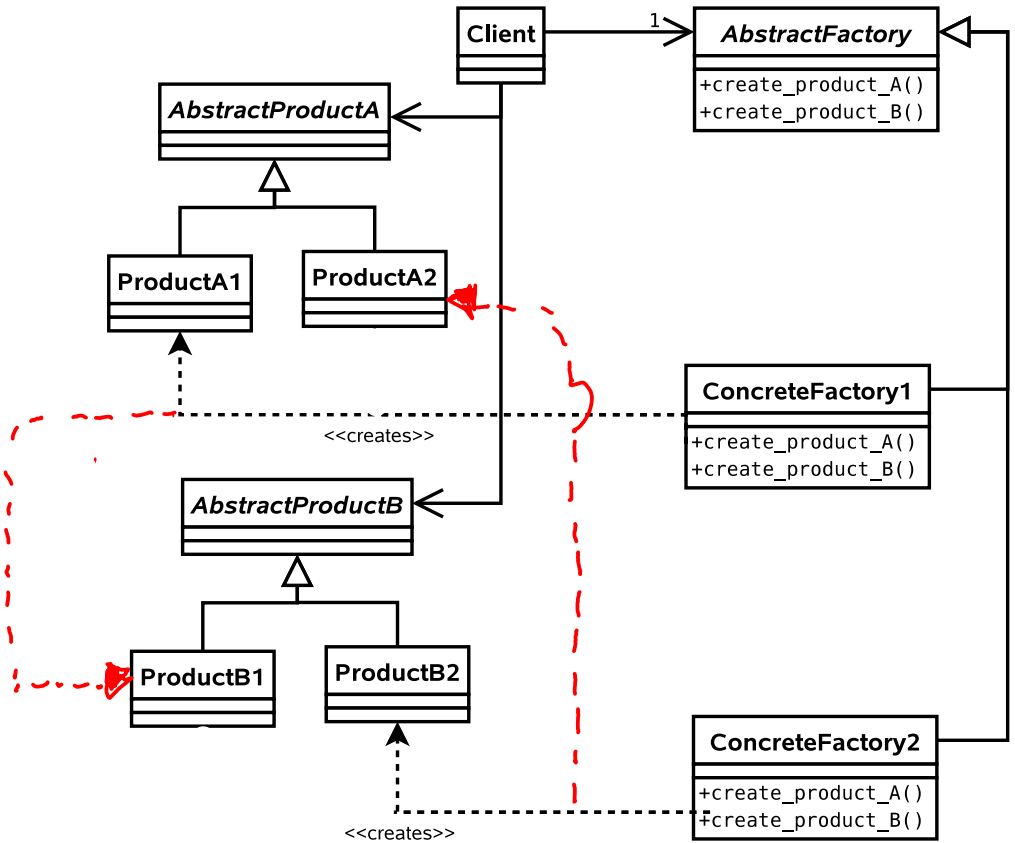 Client
1
AbstractFactory
+create_product_A()
+create_product_B()
AbstractProductA
ProductA1
ProductA2
ConcreteFactory1
+create_product_A()
+create_product_B()
<<creates>>
AbstractProductB
ProductB1
ProductB2
ConcreteFactory2
+create_product_A()
+create_product_B()
<<creates>>